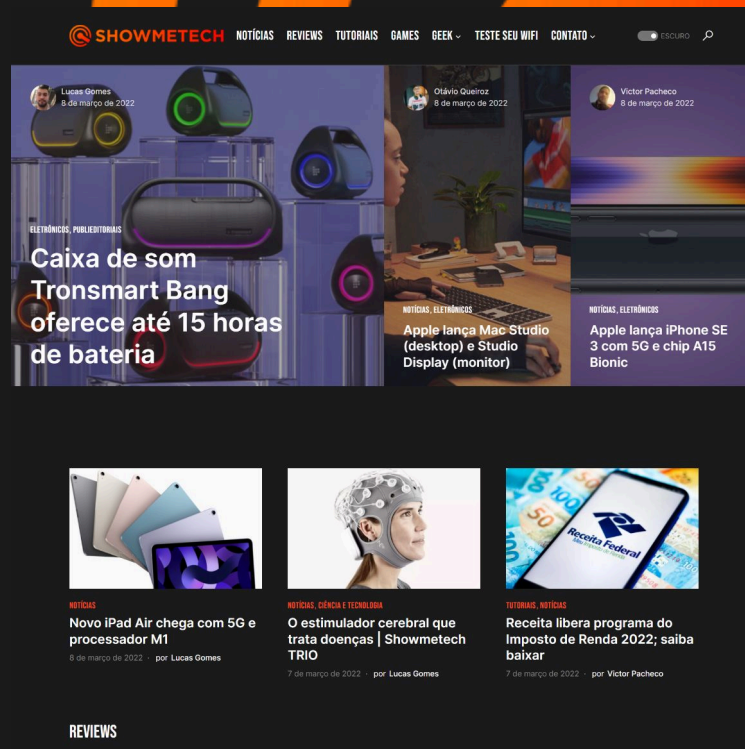 SHOWMETECH
NOTÍCIAS REVIEWS TUTORIAIS GAMES GEEK TESTE SEU WIFI CONTATO
ESCURO
Lucas Gomes
8 de março de 2022
ELETRÔNICOS, PUBLIEDITORIAIS
Caixa de som
Tronsmart Bang
oferece até 15 horas
de bateria
Otávio Queiroz
8 de março de 2022
NOTÍCIAS, ELETRÔNICOS
Apple lança Mac Studio
(desktop) e Studio
Display (monitor)
Victor Pacheco
8 de março de 2022
NOTÍCIAS, ELETRÔNICOS
Apple lança iPhone SE
3 com 5G e chip A15
Bionic
NOTÍCIAS
Novo iPad Air chega com 5G e
processador M1
8 de março de 2022 · por Lucas Gomes
NOTÍCIAS, CIÊNCIA E TECNOLOGIA
O estimulador cerebral que
trata doenças | Showmetech
TRIO
7 de março de 2022 · por Lucas Gomes
100
50
Receita Federal
TUTORIAIS, NOTÍCIAS
Receita libera programa do
Imposto de Renda 2022; saiba
baixar
7 de março de 2022 · por Victor Pacheco
REVIEWS